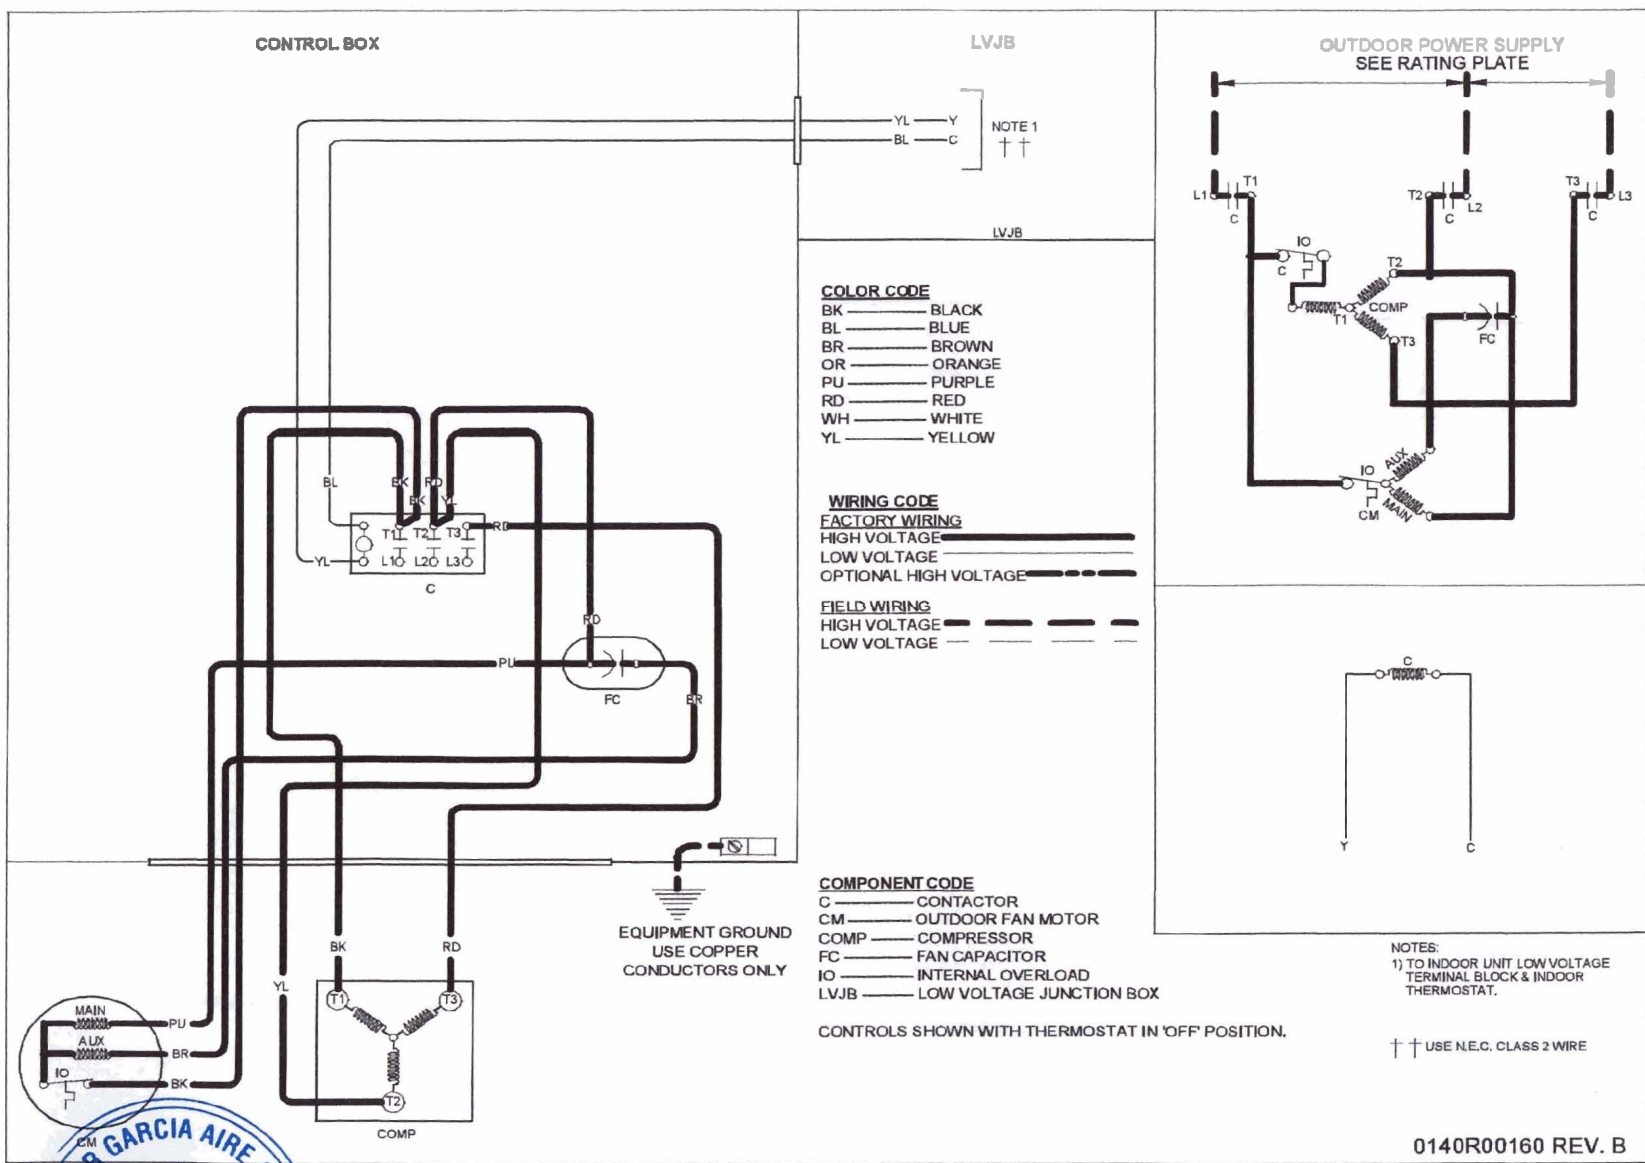 CONTROL BOX
LVJB
OUTDOOR POWER SUPPLY
SEE RATING PLATE
YL Y
BL C
NOTE 1
††
LVJB
L1 T1
C
T2 L2
C
T3 L3
C
IO
C
T2
COMP
T1
T3
FC
AUX
IO
MAIN
CM
COLOR CODE
BK BLACK
BL BLUE
BR BROWN
OR ORANGE
PU PURPLE
RD RED
WH WHITE
YL YELLOW
WIRING CODE
FACTORY WIRING
HIGH VOLTAGE
LOW VOLTAGE
OPTIONAL HIGH VOLTAGE
FIELD WIRING
HIGH VOLTAGE
LOW VOLTAGE
BL BK RD
BK YL
T1 T2 T3 RD
YL L1 L2 L3
C
RD
PU
FC
BR
C
Y C
EQUIPMENT GROUND
USE COPPER
CONDUCTORS ONLY
BK RD
YL
T1 T3
T2
COMP
MAIN PU
AUX BR
IO BK
CM
GARCIA AIRE
COMPONENT CODE
C CONTACTOR
CM OUTDOOR FAN MOTOR
COMP COMPRESSOR
FC FAN CAPACITOR
IO INTERNAL OVERLOAD
LVJB LOW VOLTAGE JUNCTION BOX
CONTROLS SHOWN WITH THERMOSTAT IN 'OFF' POSITION.
NOTES:
1) TO INDOOR UNIT LOW VOLTAGE
TERMINAL BLOCK & INDOOR
THERMOSTAT.
†† USE N.E.C. CLASS 2 WIRE
0140R00160 REV. B